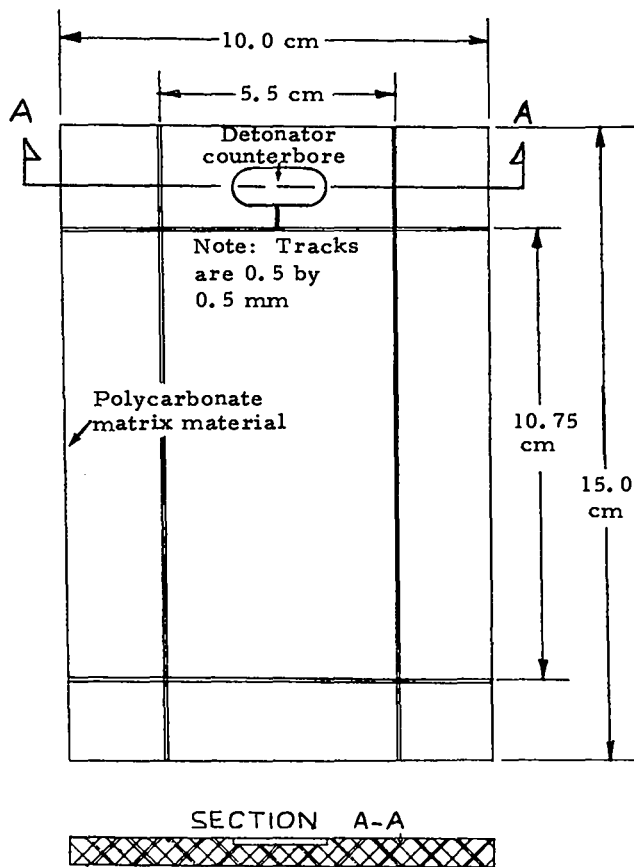 10.0 cm
5.5 cm
A
A
Detonator
counterbore
Note: Tracks
are 0.5 by
0.5 mm
Polycarbonate
matrix material
10.75
cm
15.0
cm
SECTION A-A